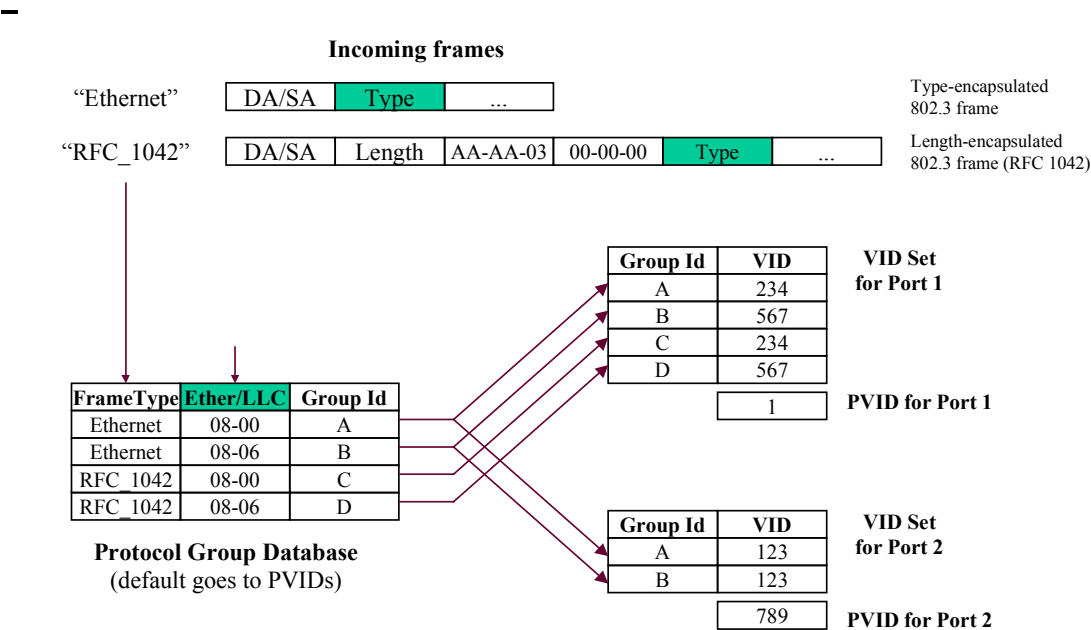 Incoming frames
“Ethernet” DA/SA Type ... Type-encapsulated
802.3 frame
“RFC_1042” DA/SA Length AA-AA-03 00-00-00 Type ... Length-encapsulated
802.3 frame (RFC 1042)
Group Id VID VID Set
for Port 1
A 234
B 567
C 234
D 567
1 PVID for Port 1
FrameType Ether/LLC Group Id
Ethernet 08-00 A
Ethernet 08-06 B
RFC_1042 08-00 C
RFC_1042 08-06 D
Protocol Group Database
(default goes to PVIDs)
Group Id VID VID Set
for Port 2
A 123
B 123
789 PVID for Port 2